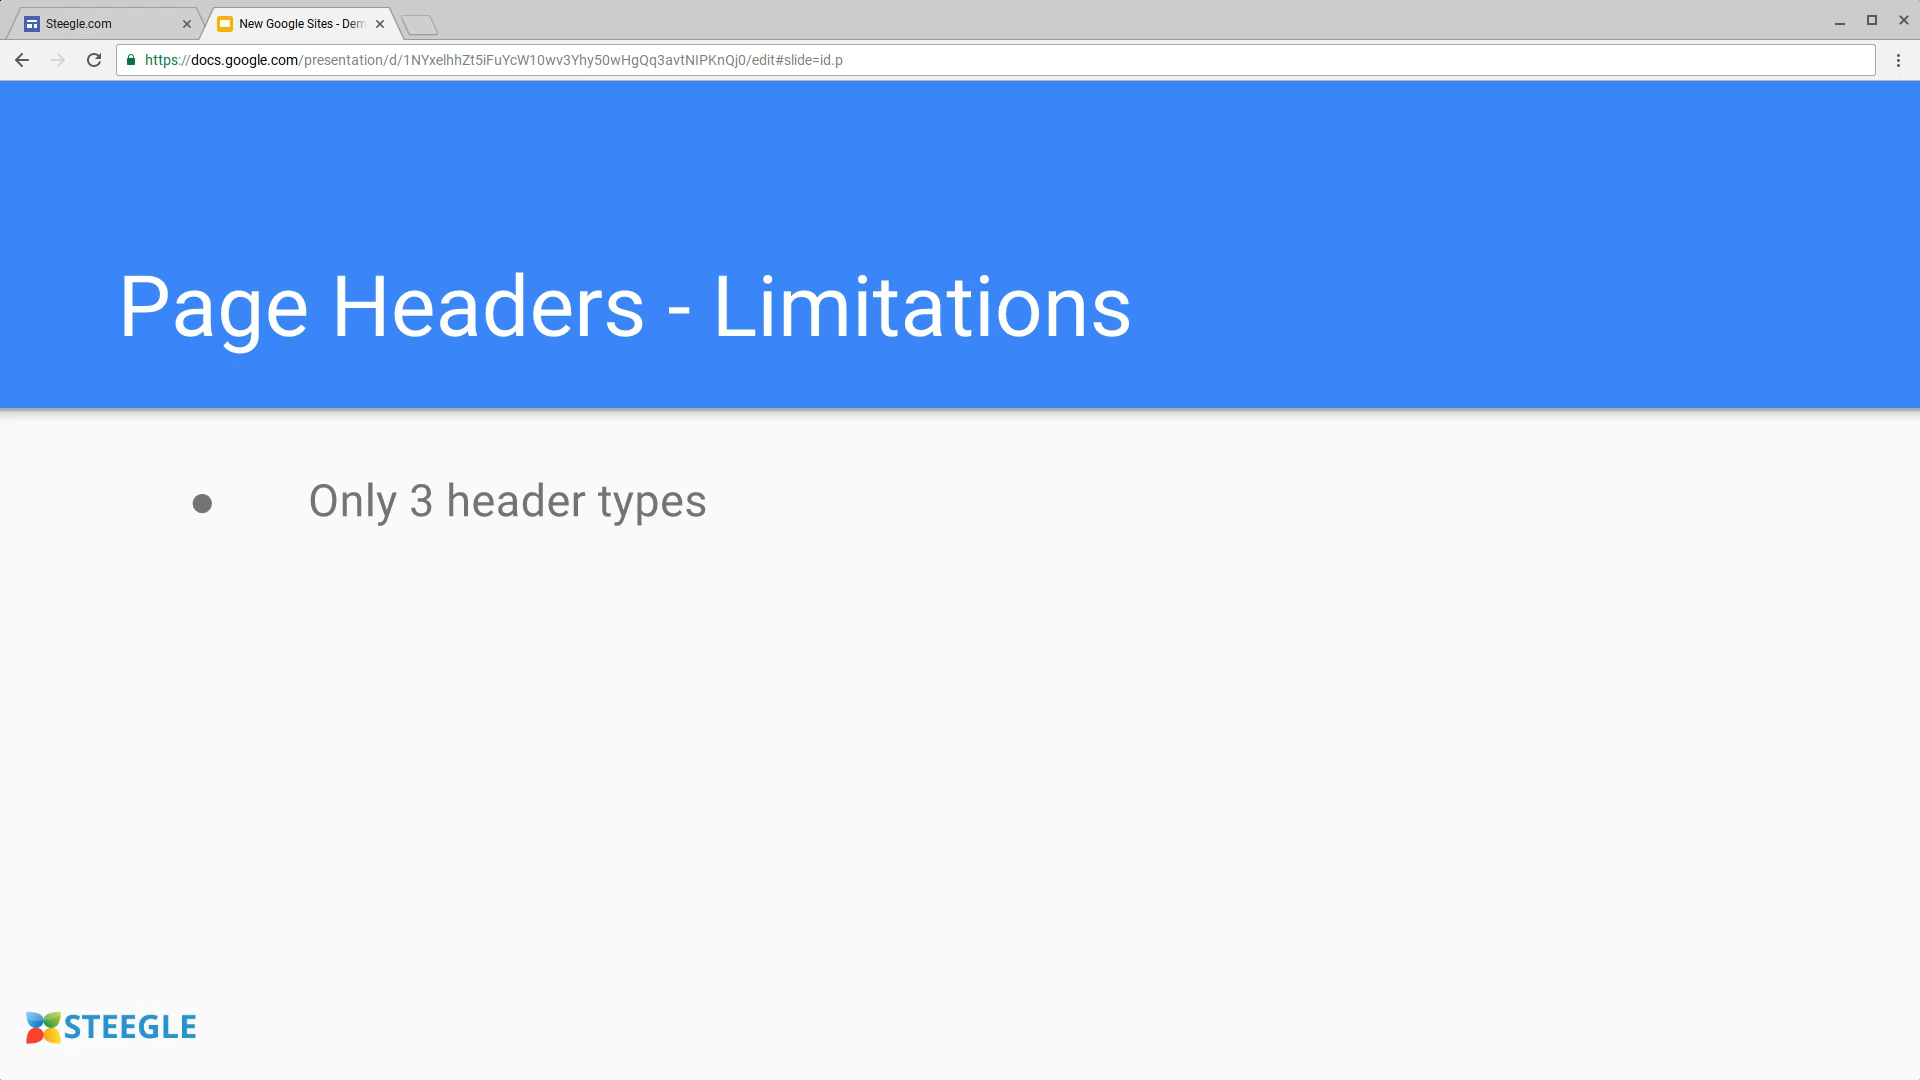 Steegle.com
New Google Sites - Dem
https://docs.google.com/presentation/d/1NYxelhhZt5iFuYcW10wv3Yhy50wHgQq3avtNIPKnQj0/edit#slide=id.p
Page Headers - Limitations
● Only 3 header types
STEEGLE